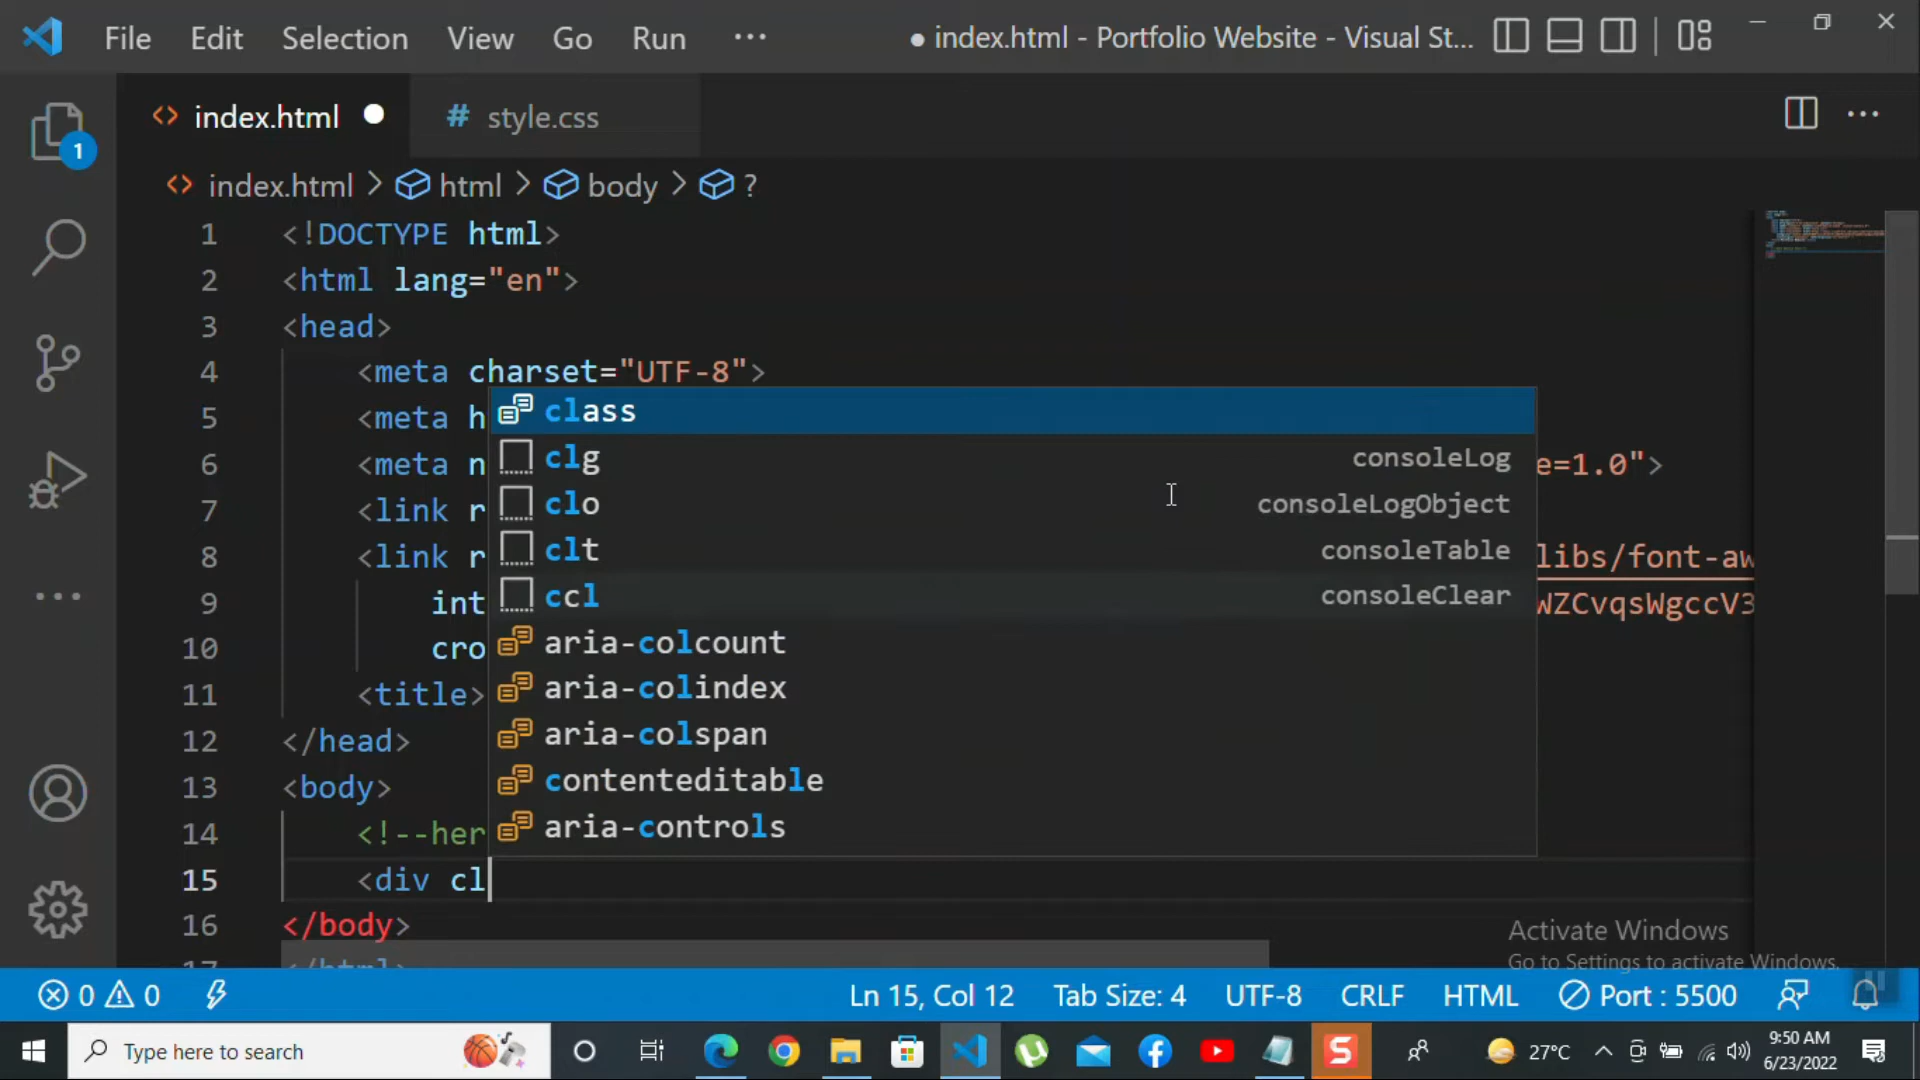 File Edit Selection View Go Run ··· ● index.html - Portfolio Website - Visual St...
index.html ● # style.css
1
index.html > html > body > ?
1 <!DOCTYPE html>
2 <html lang="en">
3 <head>
4 <meta charset="UTF-8">
5 <meta h
6 <meta n e=1.0">
7 <link r
8 <link r libs/font-aw
9 int WZCvqsWgccV3
10 cro
11 <title>
12 </head>
13 <body>
14 <!--her
15 <div cl
16 </body>
17 </html>
class
clg consoleLog
clo consoleLogObject
clt consoleTable
ccl consoleClear
aria-colcount
aria-colindex
aria-colspan
contenteditable
aria-controls
Activate Windows
Go to Settings to activate Windows.
0 0 Ln 15, Col 12 Tab Size: 4 UTF-8 CRLF HTML Port : 5500
Type here to search 27°C 9:50 AM
6/23/2022